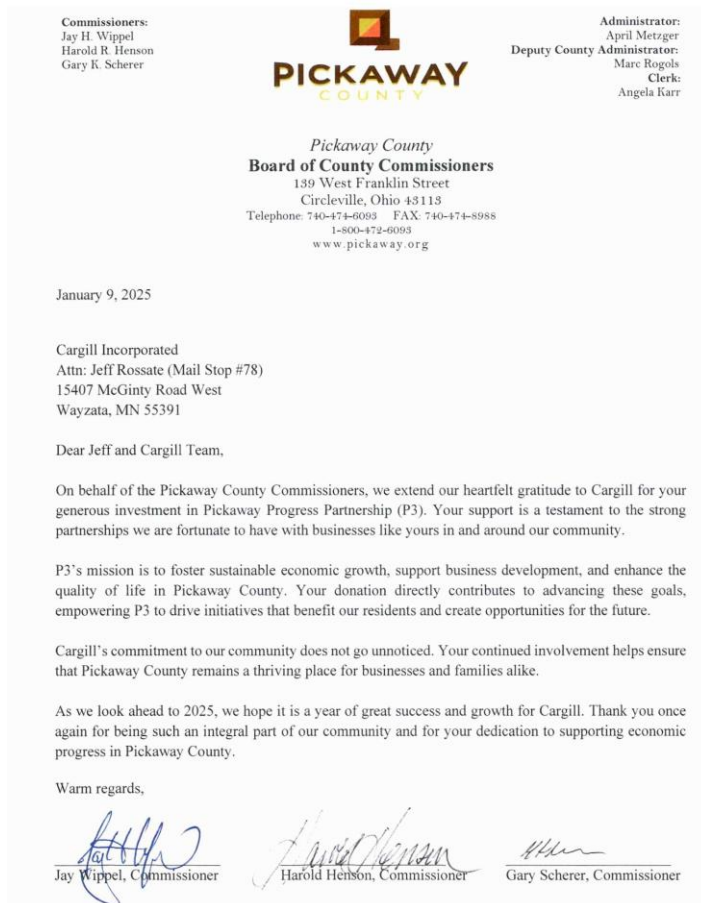 Commissioners:
Jay H. Wippel
Harold R. Henson
Gary K. Scherer
PICKAWAY
COUNTY
Administrator:
April Metzger
Deputy County Administrator:
Marc Rogols
Clerk:
Angela Karr
Pickaway County
Board of County Commissioners
139 West Franklin Street
Circleville, Ohio 43113
Telephone: 740-474-6093 FAX: 740-474-8988
1-800-472-6093
www.pickaway.org
January 9, 2025
Cargill Incorporated
Attn: Jeff Rossate (Mail Stop #78)
15407 McGinty Road West
Wayzata, MN 55391
Dear Jeff and Cargill Team,
On behalf of the Pickaway County Commissioners, we extend our heartfelt gratitude to Cargill for your
generous investment in Pickaway Progress Partnership (P3). Your support is a testament to the strong
partnerships we are fortunate to have with businesses like yours in and around our community.
P3's mission is to foster sustainable economic growth, support business development, and enhance the
quality of life in Pickaway County. Your donation directly contributes to advancing these goals,
empowering P3 to drive initiatives that benefit our residents and create opportunities for the future.
Cargill's commitment to our community does not go unnoticed. Your continued involvement helps ensure
that Pickaway County remains a thriving place for businesses and families alike.
As we look ahead to 2025, we hope it is a year of great success and growth for Cargill. Thank you once
again for being such an integral part of our community and for your dedication to supporting economic
progress in Pickaway County.
Warm regards,
Harold Henson
Jay Wippel, Commissioner Harold Henson, Commissioner Gary Scherer, Commissioner